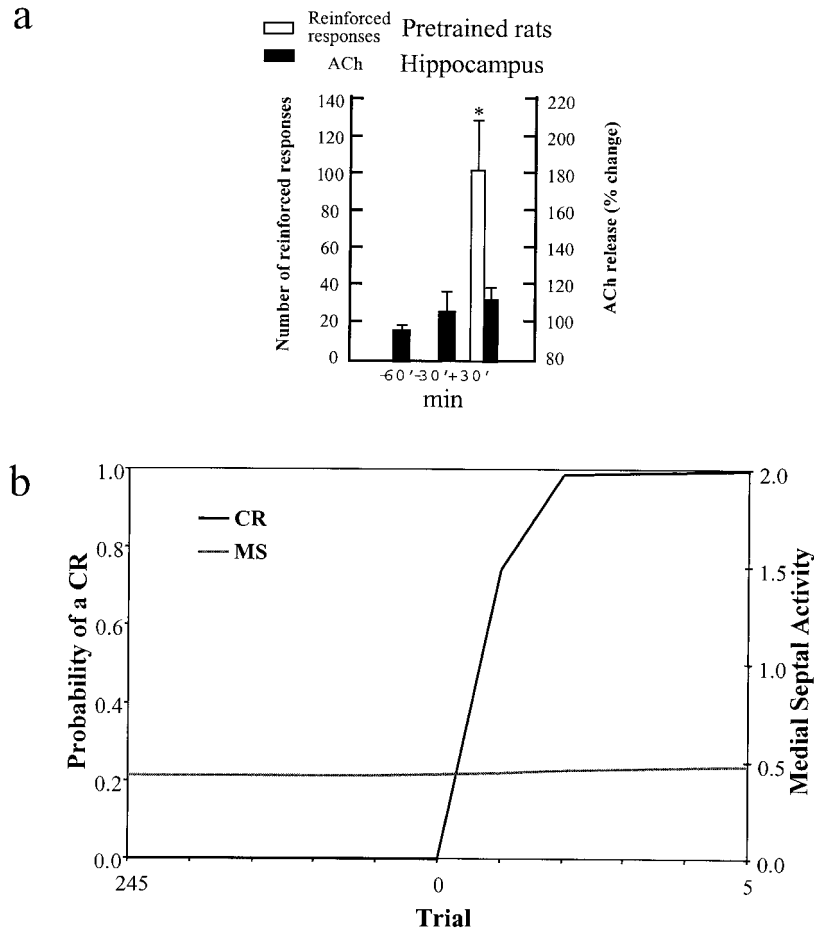 a
Reinforced responses Pretrained rats
ACh Hippocampus
Number of reinforced responses
140
120
100
80
60
40
20
0
*
220
200
180
160
140
120
100
80
ACh release (% change)
-60'-30'+30'
min
b
Probability of a CR
1.0
0.8
0.6
0.4
0.2
0.0
CR
MS
2.0
1.5
1.0
0.5
0.0
Medial Septal Activity
245 0 5
Trial